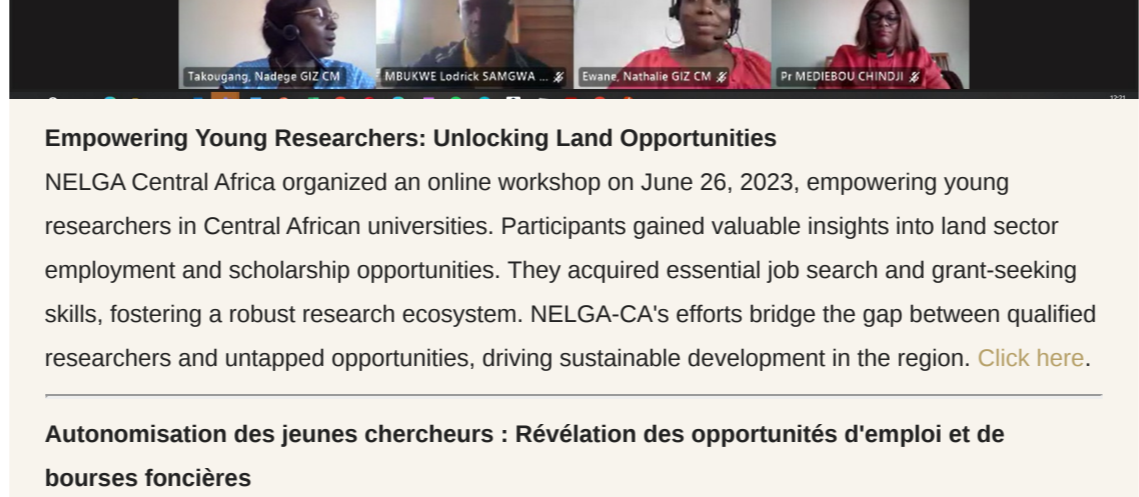 Takougang, Nadege GIZ CM
MBUKWE Lodrick SAMGWA ...
Ewane, Nathalie GIZ CM
Pr MEDIEBOU CHINDJI
12:21
Empowering Young Researchers: Unlocking Land Opportunities
NELGA Central Africa organized an online workshop on June 26, 2023, empowering young
researchers in Central African universities. Participants gained valuable insights into land sector
employment and scholarship opportunities. They acquired essential job search and grant-seeking
skills, fostering a robust research ecosystem. NELGA-CA's efforts bridge the gap between qualified
researchers and untapped opportunities, driving sustainable development in the region. Click here.
Autonomisation des jeunes chercheurs : Révélation des opportunités d'emploi et de
bourses foncières